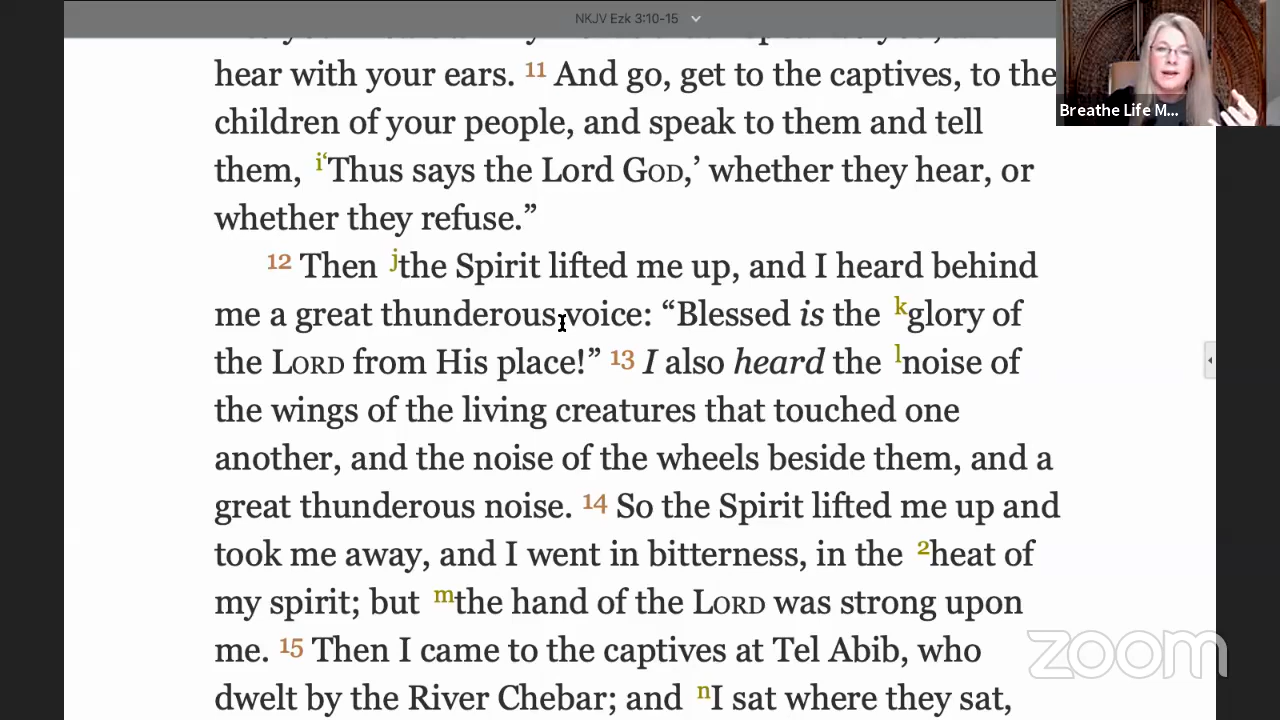 NKJV Ezk 3:10-15
hear with your ears. 11 And go, get to the captives, to the
children of your people, and speak to them and tell
them, i‘Thus says the Lord GOD,’ whether they hear, or
whether they refuse.”
12 Then jthe Spirit lifted me up, and I heard behind
me a great thunderous voice: “Blessed is the kglory of
the LORD from His place!” 13 I also heard the lnoise of
the wings of the living creatures that touched one
another, and the noise of the wheels beside them, and a
great thunderous noise. 14 So the Spirit lifted me up and
took me away, and I went in bitterness, in the 2heat of
my spirit; but mthe hand of the LORD was strong upon
me. 15 Then I came to the captives at Tel Abib, who
dwelt by the River Chebar; and nI sat where they sat,
Breathe Life M...
zoom